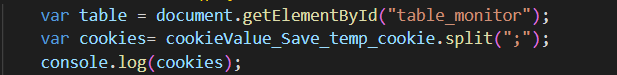 var table = document.getElementById("table_monitor");
var cookies= cookieValue_Save_temp_cookie.split(";");
console.log(cookies);